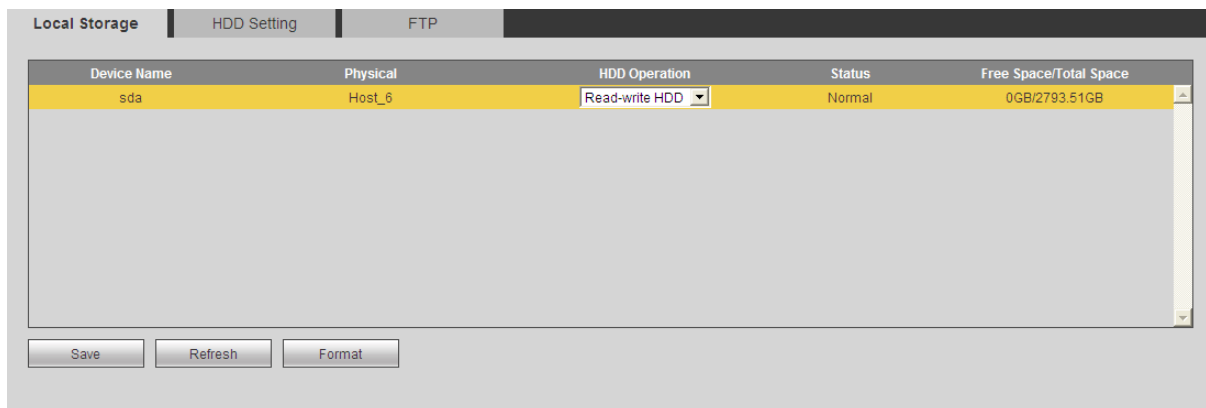 Local Storage HDD Setting FTP
Device Name Physical HDD Operation Status Free Space/Total Space
sda Host_6 Read-write HDD Normal 0GB/2793.51GB
Save Refresh Format